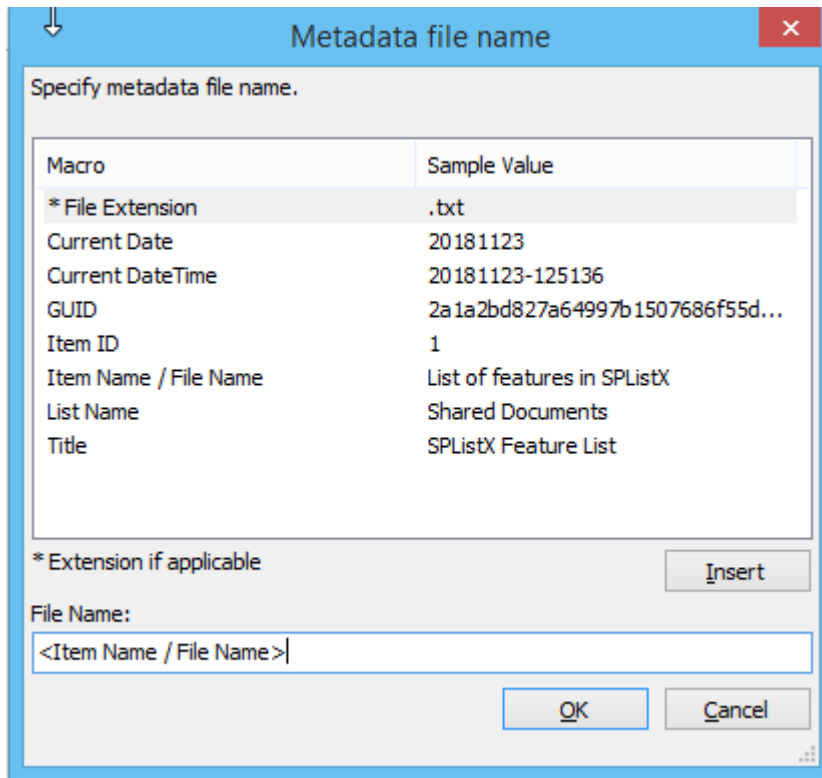 Metadata file name
Specify metadata file name.
Macro Sample Value
* File Extension .txt
Current Date 20181123
Current DateTime 20181123-125136
GUID 2a1a2bd827a64997b1507686f55d...
Item ID 1
Item Name / File Name List of features in SPListX
List Name Shared Documents
Title SPListX Feature List
* Extension if applicable
Insert
File Name:
<Item Name / File Name>
OK Cancel